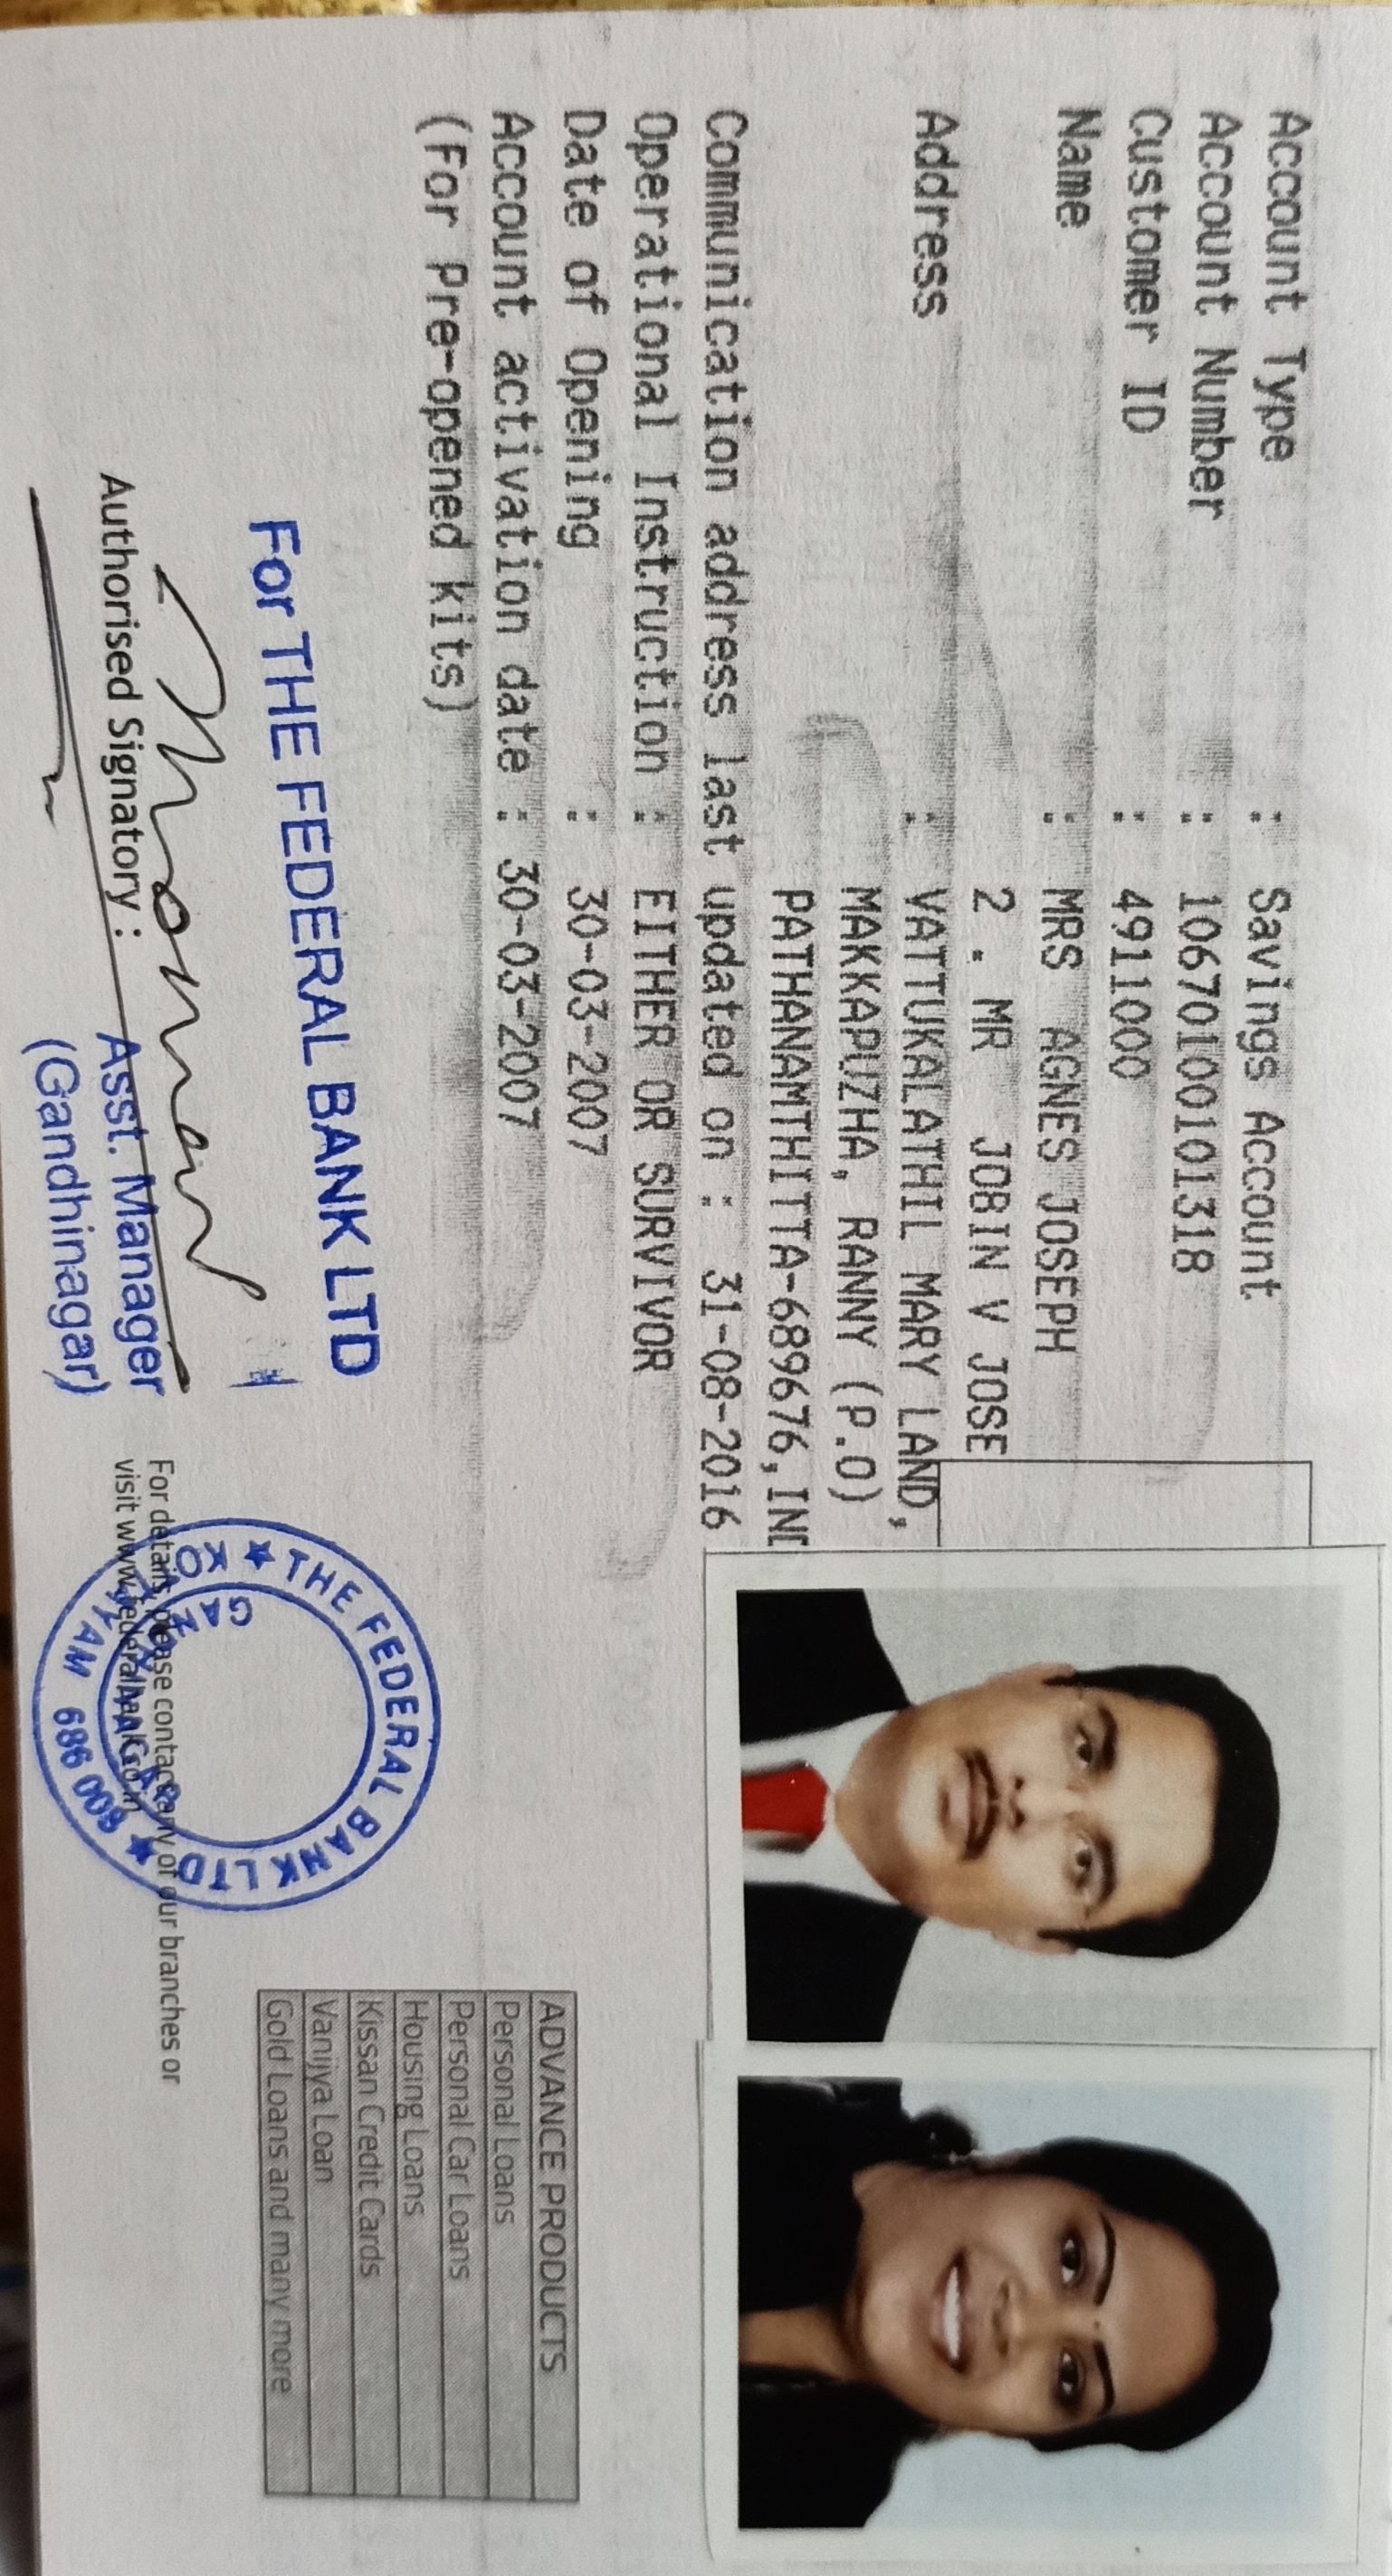 Account Type : Savings Account
Account Number : 10670100101318
Customer ID : 4911000
Name : MRS AGNES JOSEPH
2 . MR JOBIN V JOSE
Address : VATTUKALATHIL MARY LAND,
MAKKAPUZHA, RANNY (P.O)
PATHANAMTHITTA-689676,IND
Communication address last updated on : 31-08-2016
Operational Instruction : EITHER OR SURVIVOR
Date of Opening : 30-03-2007
Account activation date : 30-03-2007
(For Pre-opened kits)
For THE FEDERAL BANK LTD
Authorised Signatory :
Asst. Manager
(Gandhinagar)
ADVANCE PRODUCTS
Personal Loans
Personal Car Loans
Housing Loans
Kissan Credit Cards
Vanijya Loan
Gold Loans and many more
For details please contact any of our branches or
visit www.federalbank.co.in
★ THE FEDERAL BANK LTD ★
686 008